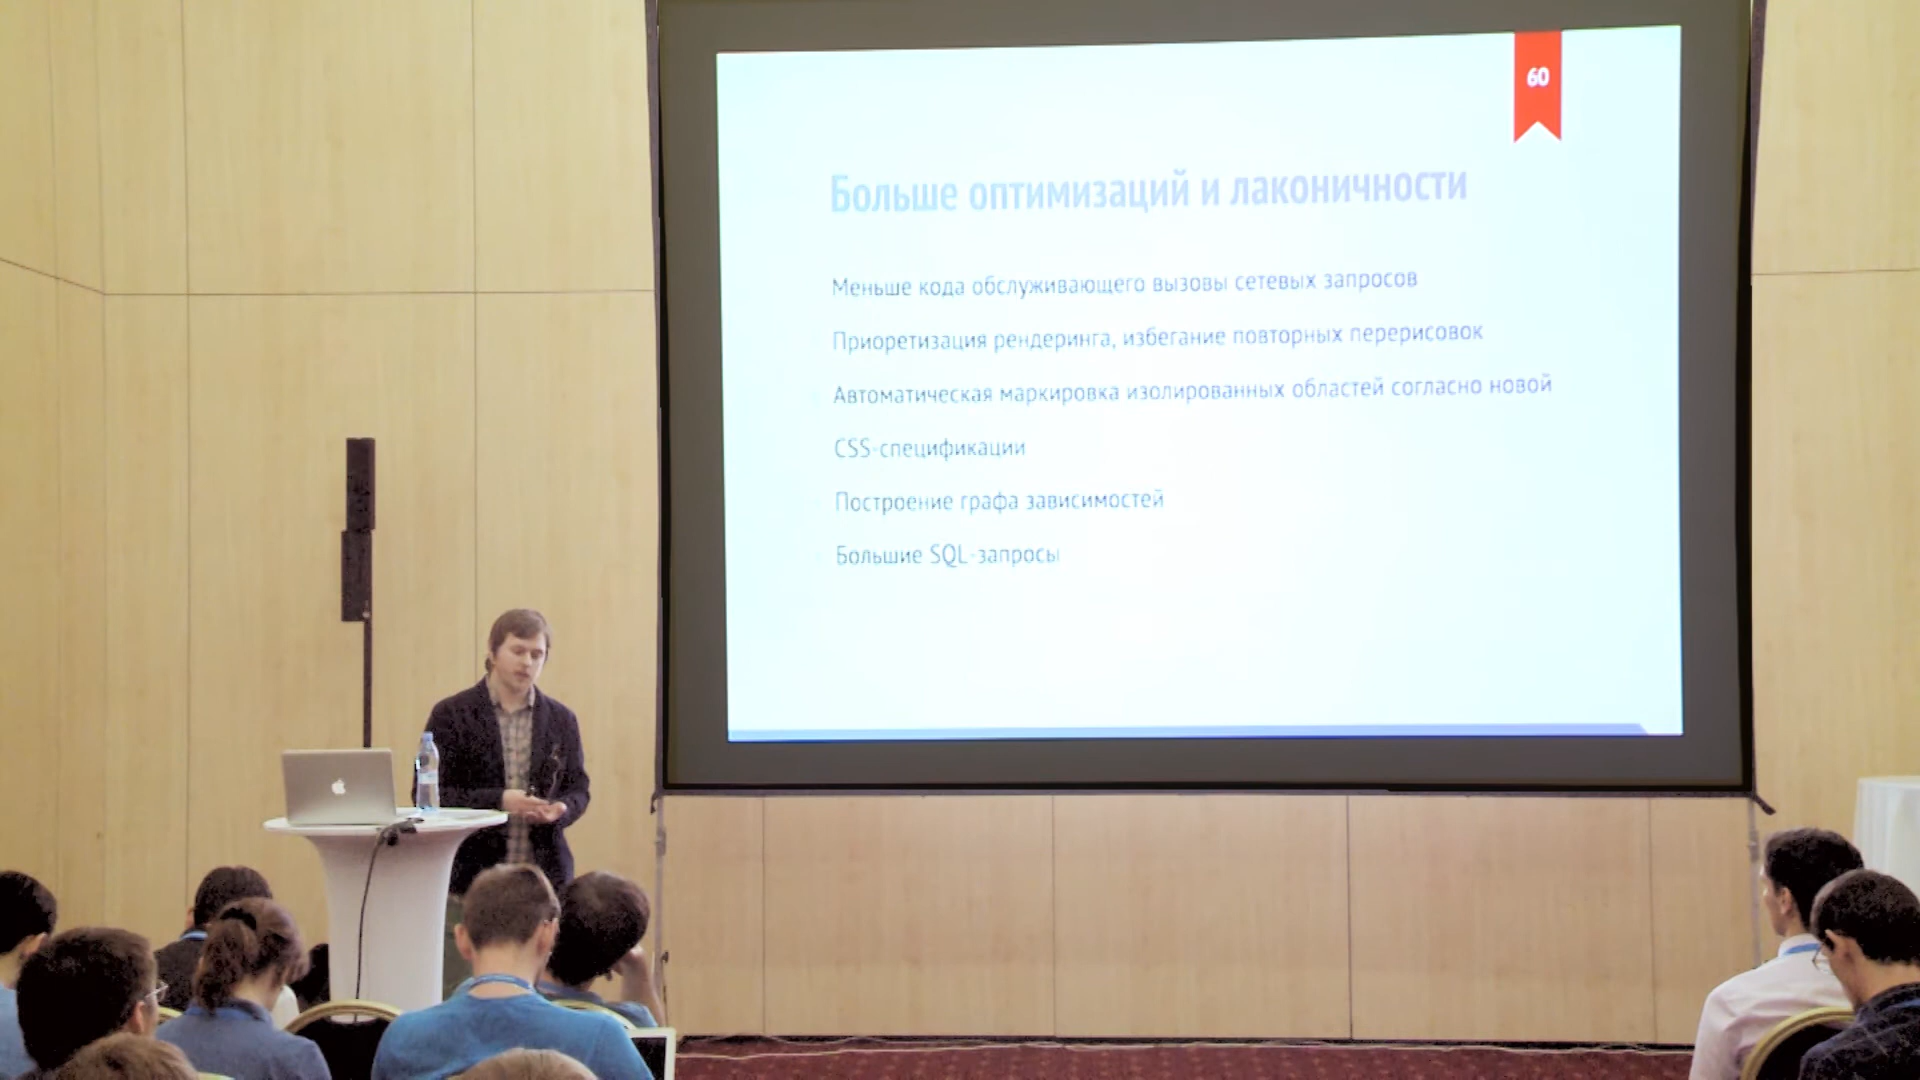 60
Больше оптимизаций и лаконичности
Меньше кода обслуживающего вызовы сетевых запросов
Приоретизация рендеринга, избегание повторных перерисовок
Автоматическая маркировка изолированных областей согласно новой
CSS-спецификации
Построение графа зависимостей
Большие SQL-запросы